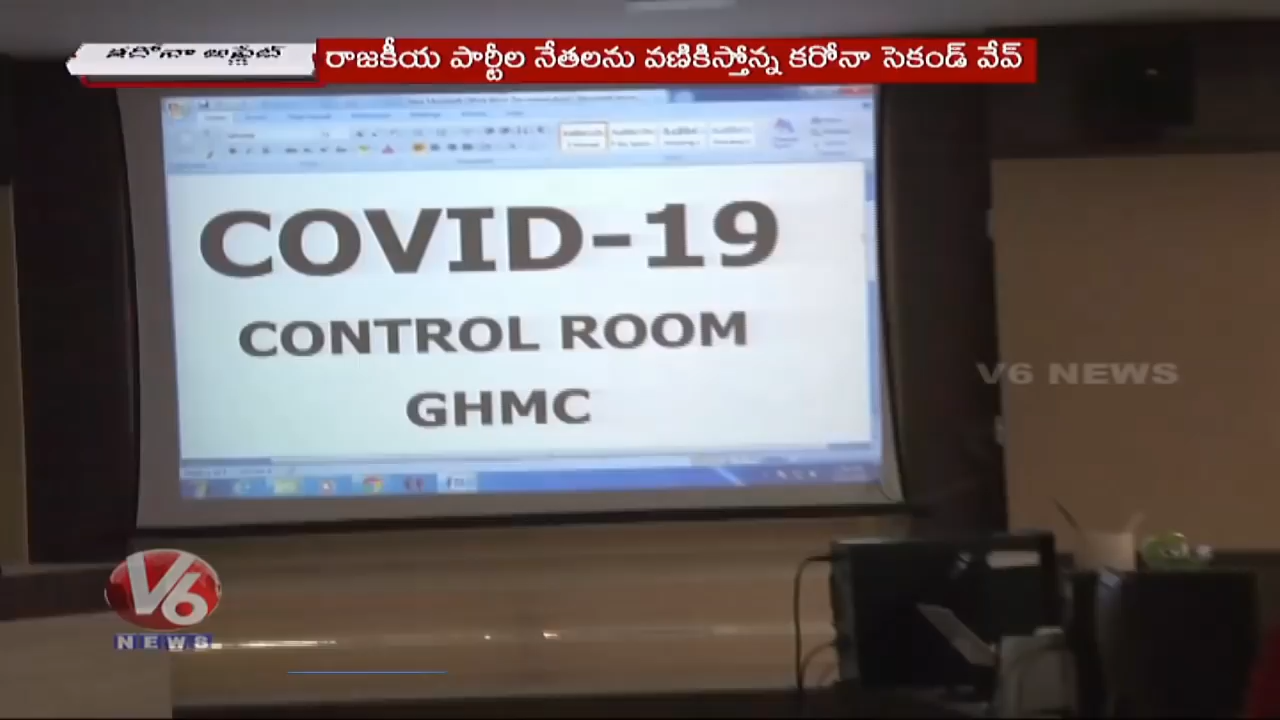 రాజకీయ పార్టీల నేతలను వణికిస్తోన్న కరోనా సెకండ్ వేవ్
COVID-19
CONTROL ROOM
GHMC
V6 NEWS
V6
NEWS